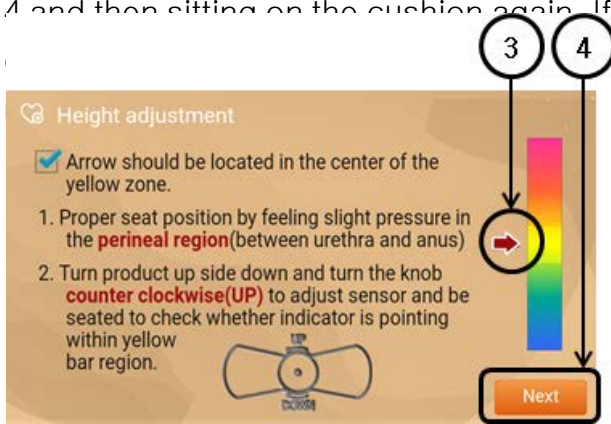 4 and then sitting on the cushion again. If
3
4
Height adjustment
Arrow should be located in the center of the
yellow zone.
1. Proper seat position by feeling slight pressure in
the perineal region(between urethra and anus)
2. Turn product up side down and turn the knob
counter clockwise(UP) to adjust sensor and be
seated to check whether indicator is pointing
within yellow
bar region.
UP
DOWN
Next